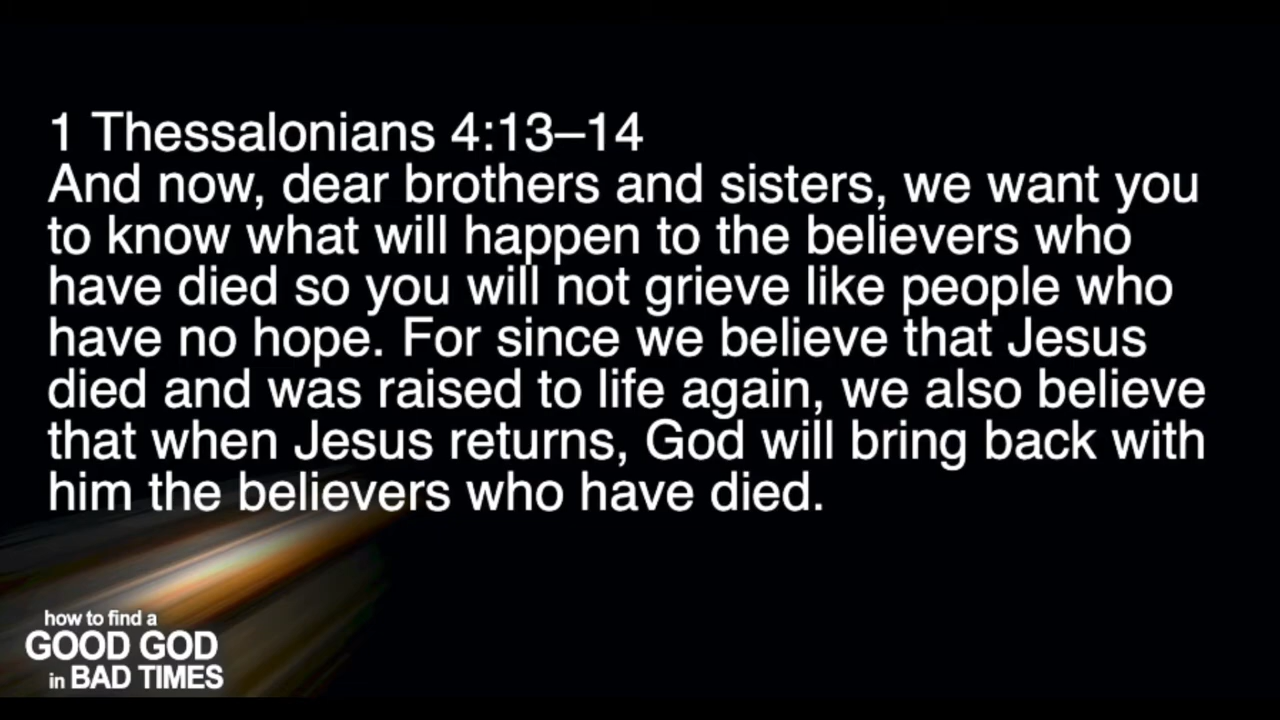 1 Thessalonians 4:13–14
And now, dear brothers and sisters, we want you
to know what will happen to the believers who
have died so you will not grieve like people who
have no hope. For since we believe that Jesus
died and was raised to life again, we also believe
that when Jesus returns, God will bring back with
him the believers who have died.
how to find a
GOOD GOD
in BAD TIMES